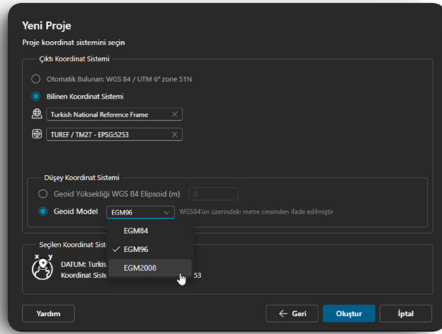 Yeni Proje
Proje koordinat sistemini seçin
Çıktı Koordinat Sistemi
Otomatik Bulunan: WGS 84 / UTM 6° zone 51N
Bilinen Koordinat Sistemi
Turkish National Reference Frame
TUREF / TM27 - EPSG:5253
Düşey Koordinat Sistemi
Geoid Yüksekliği WGS 84 Elipsoid (m) 0
Geoid Model EGM96 WGS84'ün üzerindeki metre cinsinden ifade edilmiştir
EGM84
Seçilen Koordinat Sist
EGM96
x y
DATUM: Turkis
EGM2008
Koordinat Siste 53
Yardım ← Geri Oluştur İptal